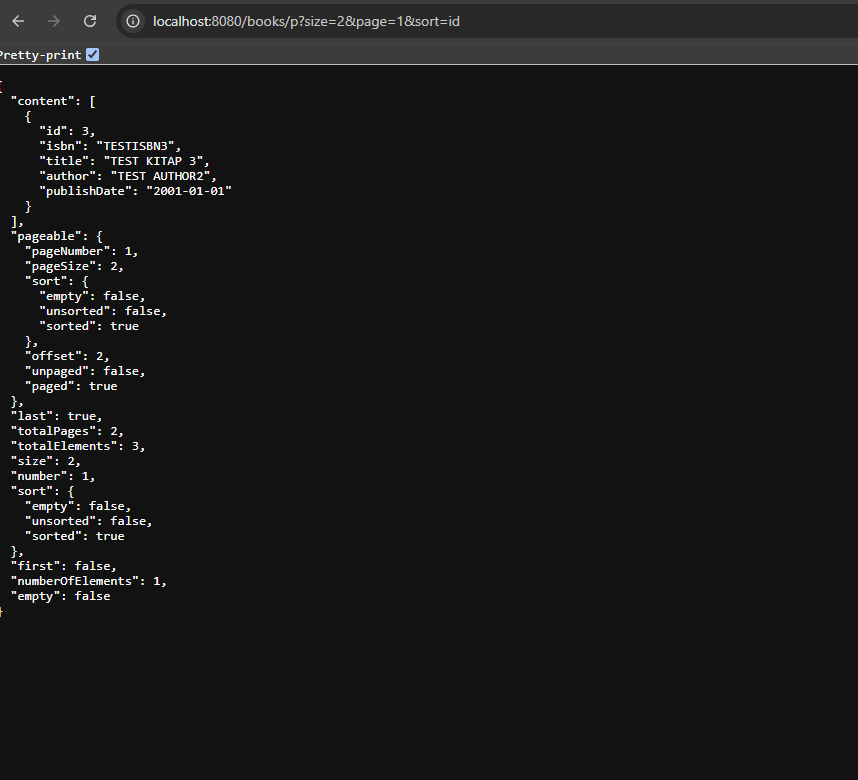 localhost:8080/books/p?size=2&page=1&sort=id
Pretty-print
{
"content": [
{
"id": 3,
"isbn": "TESTISBN3",
"title": "TEST KITAP 3",
"author": "TEST AUTHOR2",
"publishDate": "2001-01-01"
}
],
"pageable": {
"pageNumber": 1,
"pageSize": 2,
"sort": {
"empty": false,
"unsorted": false,
"sorted": true
},
"offset": 2,
"unpaged": false,
"paged": true
},
"last": true,
"totalPages": 2,
"totalElements": 3,
"size": 2,
"number": 1,
"sort": {
"empty": false,
"unsorted": false,
"sorted": true
},
"first": false,
"numberOfElements": 1,
"empty": false
}